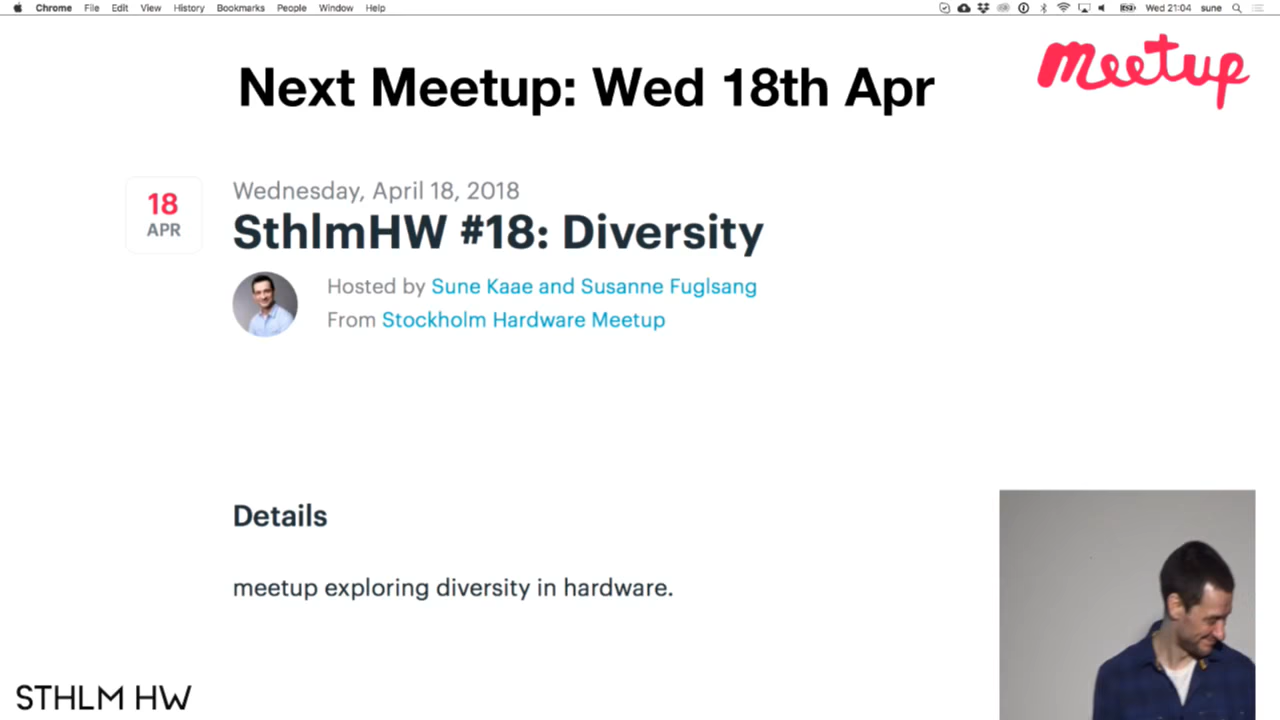 Chrome File Edit View History Bookmarks People Window Help Wed 21:04 sune
Next Meetup: Wed 18th Apr
meetup
18
APR
Wednesday, April 18, 2018
SthlmHW #18: Diversity
Hosted by Sune Kaae and Susanne Fuglsang
From Stockholm Hardware Meetup
Details
meetup exploring diversity in hardware.
STHLM HW